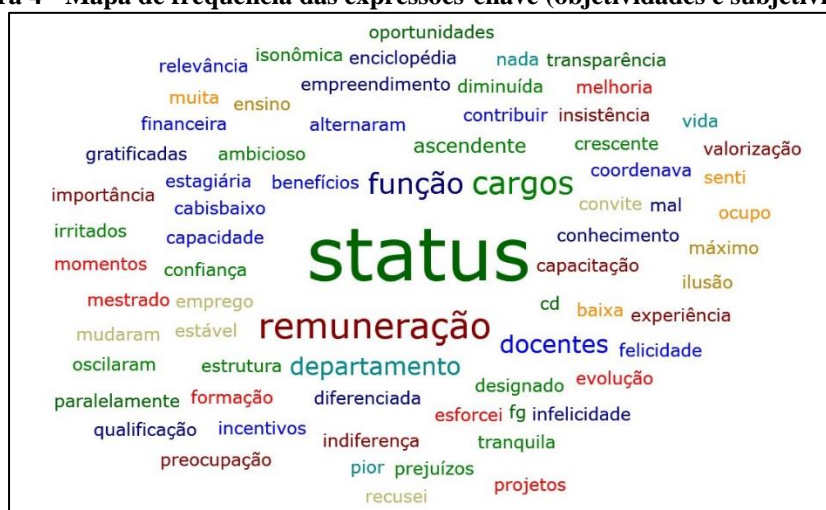 ra 4 - Mapa de frequência das expressões-chave (objetividades e subjetivi
oportunidades
relevância isonômica enciclopédia nada transparência
muita ensino empreendimento diminuída melhoria
financeira alternaram contribuir insistência vida
gratificadas ambicioso ascendente crescente valorização
importância estagiária benefícios função cargos coordenava senti
cabisbaixo convite mal ocupo
irritados capacidade status conhecimento máximo
momentos confiança capacitação ilusão
mestrado emprego cd baixa experiência
mudaram estável remuneração docentes felicidade
oscilaram estrutura departamento designado evolução
paralelamente formação diferenciada esforcei fg infelicidade
qualificação incentivos indiferença tranquila
preocupação pior prejuízos projetos
recusei